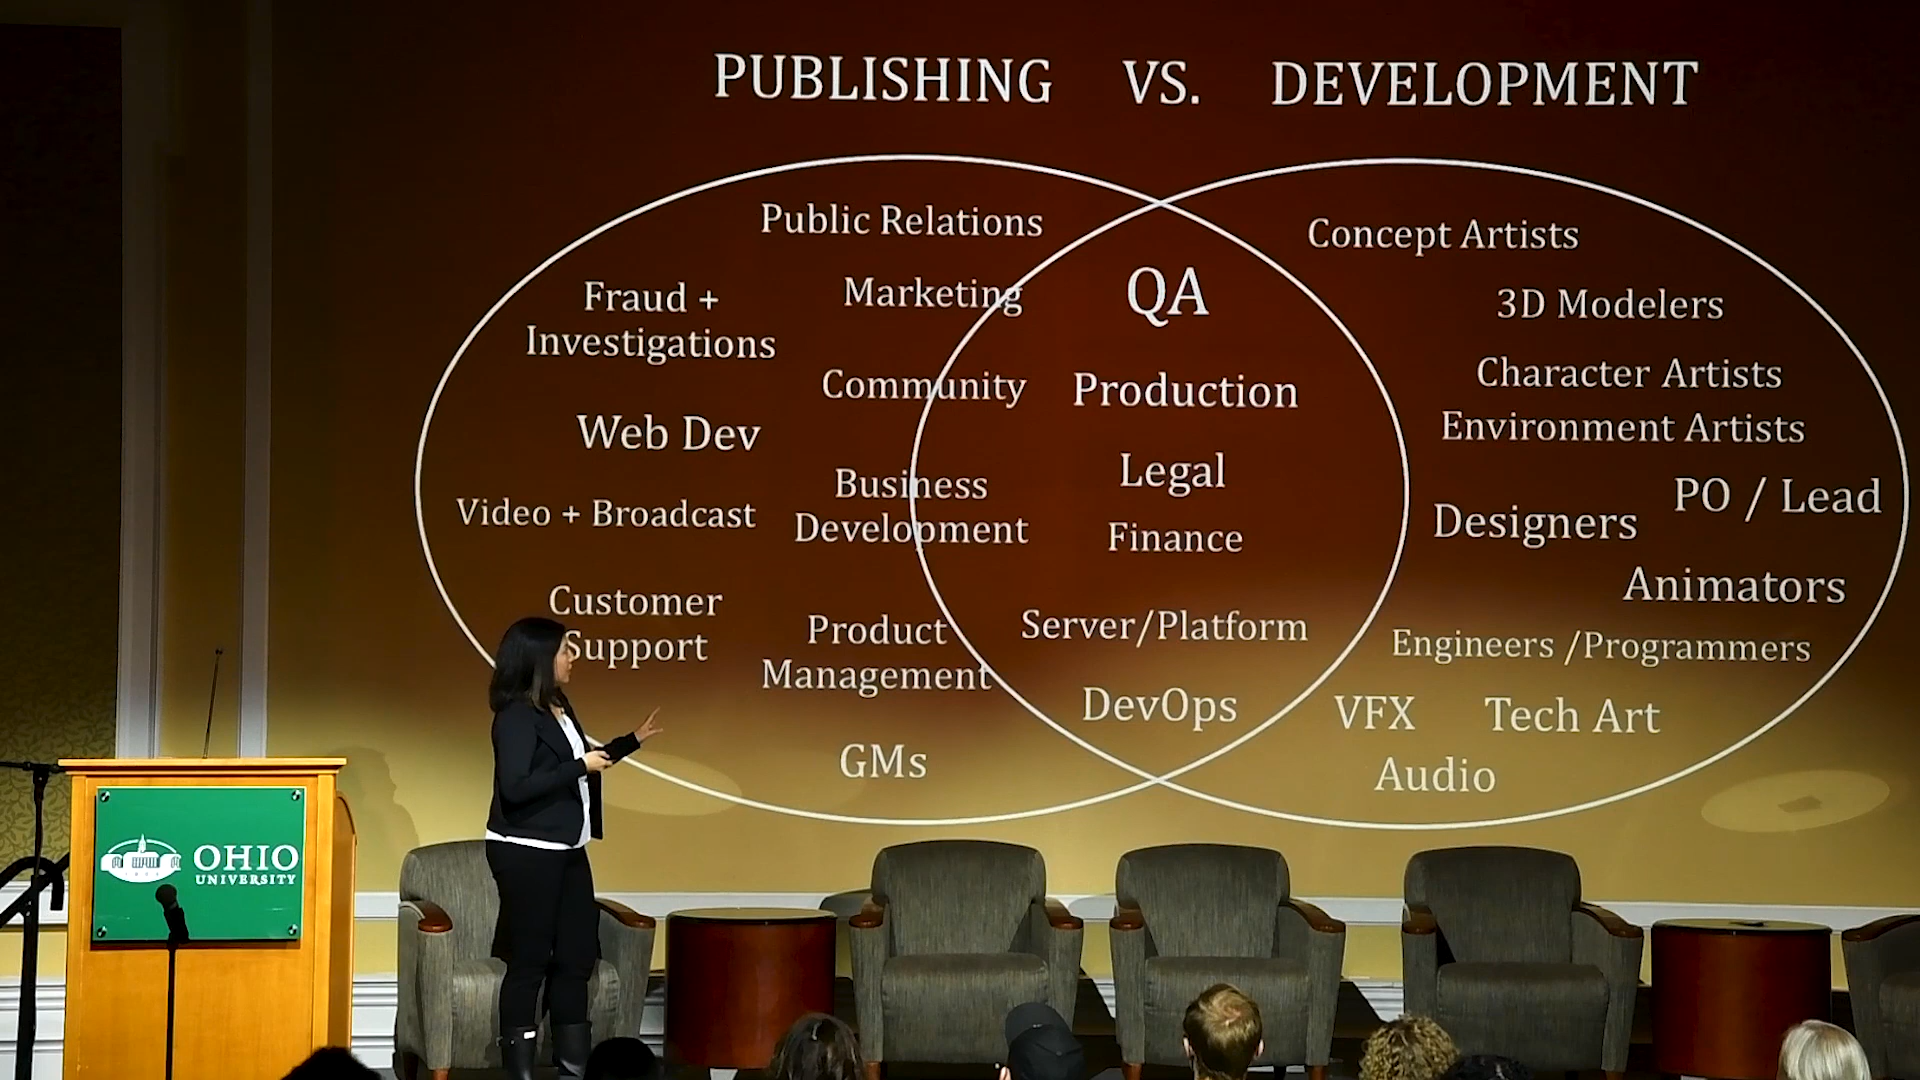 PUBLISHING VS. DEVELOPMENT
Public Relations
Fraud +
Investigations
Marketing
Community
Web Dev
Business
Development
Video + Broadcast
Customer
Support
Product
Management
GMs
QA
Production
Legal
Finance
Server/Platform
DevOps
Concept Artists
3D Modelers
Character Artists
Environment Artists
PO / Lead
Designers
Animators
Engineers /Programmers
VFX
Tech Art
Audio
OHIO
UNIVERSITY